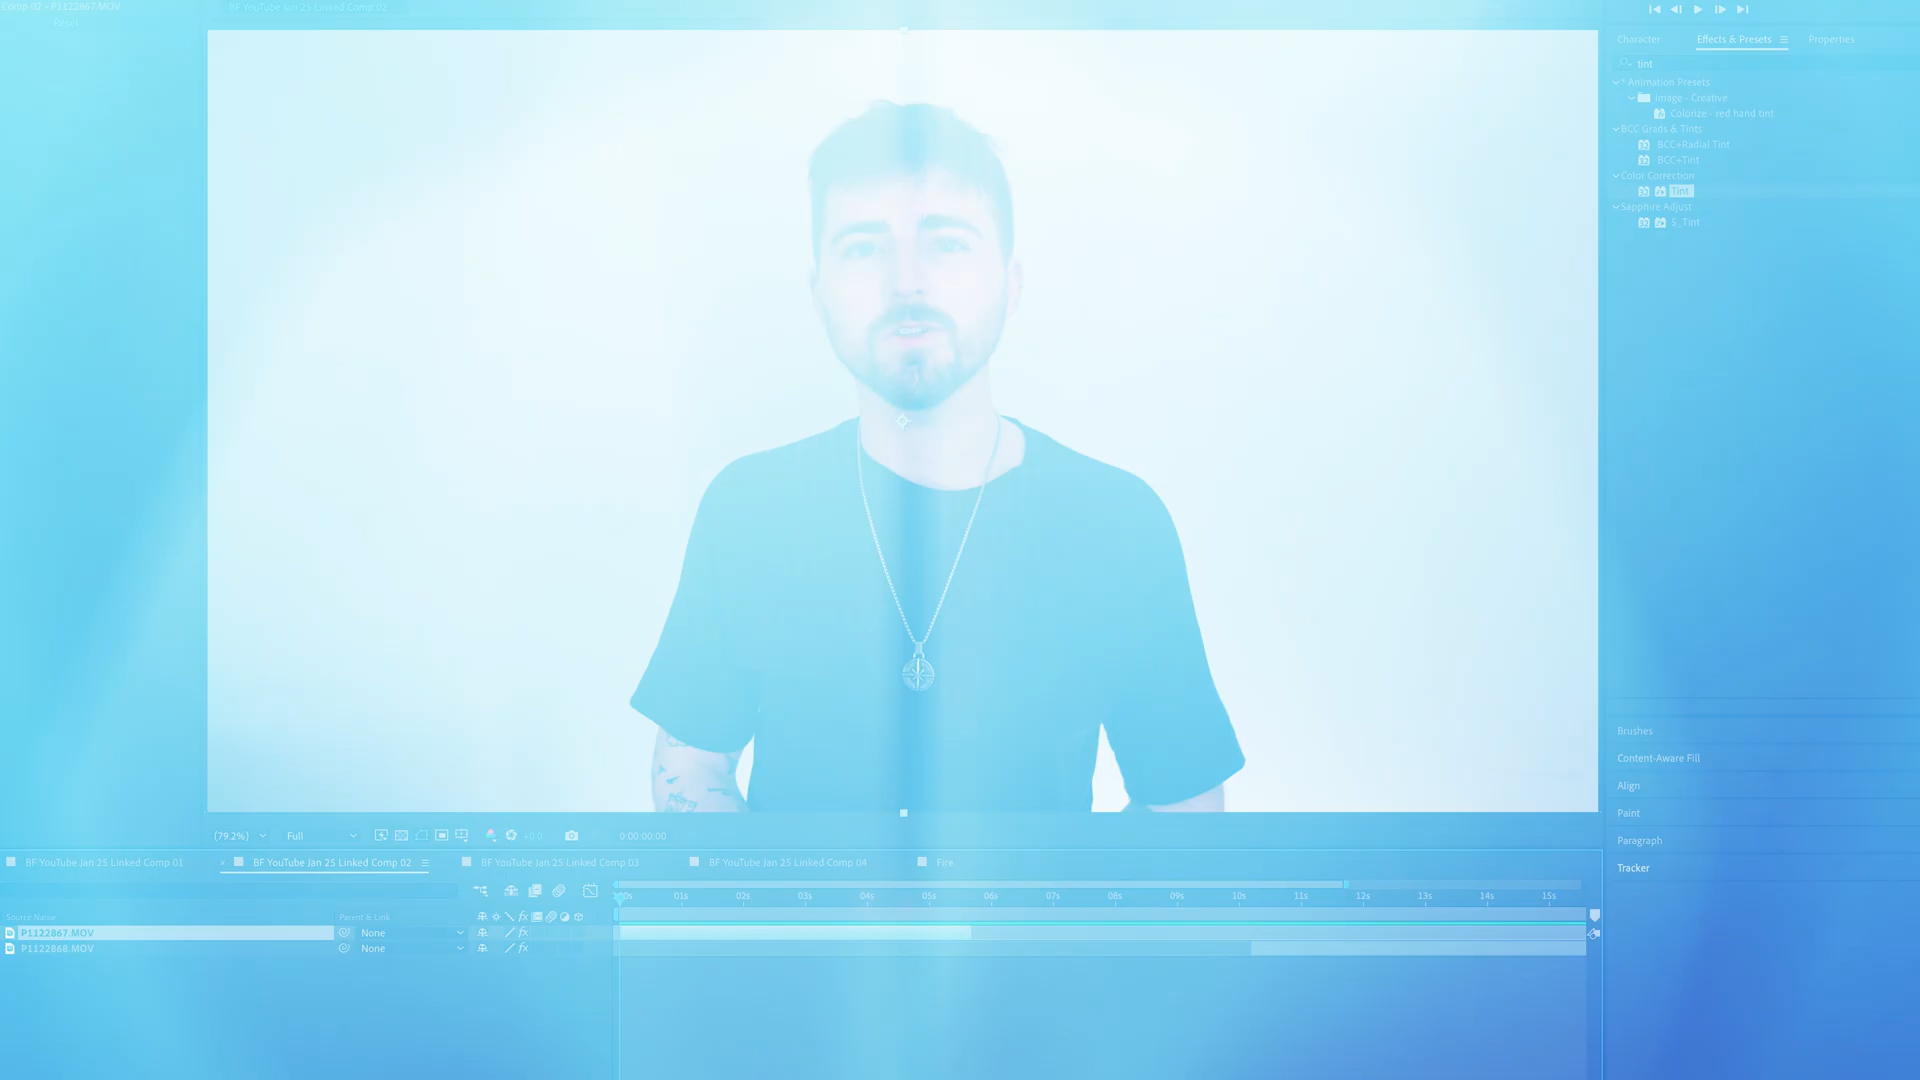 Comp 02 - P1122867.MOV
Reset
BF YouTube Jan 25 Linked Comp 02
Character
Effects & Presets
Properties
tint
* Animation Presets
Image - Creative
Colorize - red hand tint
BCC Grads & Tints
BCC+Radial Tint
BCC+Tint
Color Correction
Tint
Sapphire Adjust
S_Tint
Brushes
Content-Aware Fill
Align
Paint
Paragraph
Tracker
(79.2%)
Full
+0.0
0:00:00:00
BF YouTube Jan 25 Linked Comp 01
BF YouTube Jan 25 Linked Comp 02
BF YouTube Jan 25 Linked Comp 03
BF YouTube Jan 25 Linked Comp 04
Fire
01s 02s 03s 04s 05s 06s 07s 08s 09s 10s 11s 12s 13s 14s 15s
Source Name
Parent & Link
P1122867.MOV
None
P1122868.MOV
None